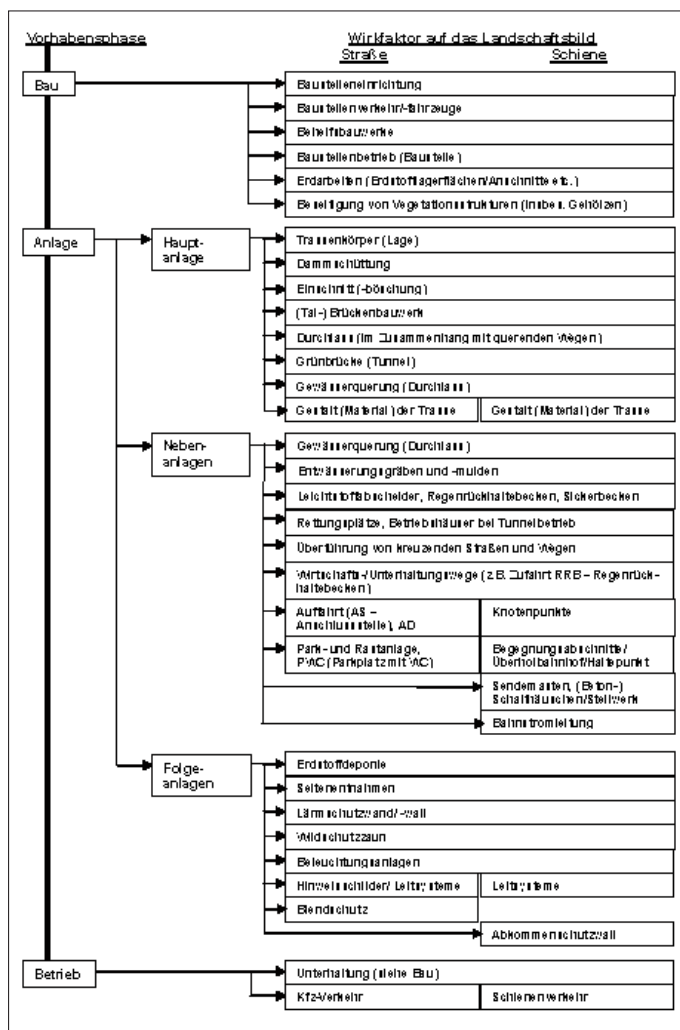 Vorhabensphase
Wirkfaktor auf das Landschaftsbild
Straße Schiene
Bau
Baustelleneinrichtung
Baustellenverkehr/-fahrzeuge
Behelfsbauwerke
Baustellenbetrieb (Baustelle)
Erdarbeiten (Erdstofflagerflächen/Anschnitte etc.)
Beseitigung von Vegetationsstrukturen (insbes. Gehölzen)
Anlage
Haupt-
anlage
Trassenkörper (Lage)
Dammschüttung
Einschnitt (-böschung)
(Tal-) Brückenbauwerk
Durchlass (im Zusammenhang mit querenden Wegen)
Grünbrücke (Tunnel)
Gewässerquerung (Durchlass)
Gestalt (Material) der Trasse Gestalt (Material) der Trasse
Neben-
anlagen
Gewässerquerung (Durchlass)
Entwässerungsgräben und -mulden
Leichtstoffabscheider, Regenrückhaltebecken, Sickerbecken
Rettungsplätze, Betriebshäuser bei Tunnelbetrieb
Überführung von kreuzenden Straßen und Wegen
Wirtschafts-/Unterhaltungswege (z.B. Zufahrt RRB – Regenrück-
haltebecken)
Auffahrt (AS –
Anschlussstelle), AD
Knotenpunkte
Park- und Rastanlage,
PWC (Parkplatz mit WC)
Begegnungsabschnitte/
Überholbahnhof/Haltepunkt
Sendemasten, (Beton-)
Schalthäuschen/Stellwerk
Bahnstromleitung
Folge-
anlagen
Erdstoffdeponie
Seitenentnahmen
Lärmschutzwand/-wall
Wildschutzzaun
Beleuchtungsanlagen
Hinweisschilder/ Leitsysteme Leitsysteme
Blendschutz
Abkommenschutzwall
Betrieb
Unterhaltung (siehe Bau)
Kfz-Verkehr Schienenverkehr